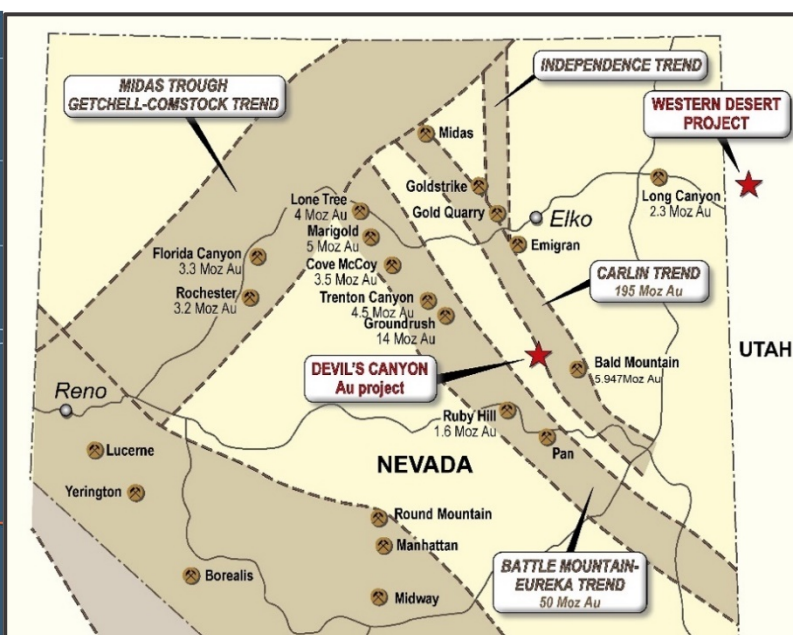 MIDAS TROUGH
GETCHELL-COMSTOCK TREND
INDEPENDENCE TREND
WESTERN DESERT
PROJECT
Midas
Goldstrike
Gold Quarry
Elko
Long Canyon
2.3 Moz Au
Lone Tree
4 Moz Au
Marigold
5 Moz Au
Emigran
Florida Canyon
3.3 Moz Au
Cove McCoy
3.5 Moz Au
CARLIN TREND
195 Moz Au
Rochester
3.2 Moz Au
Trenton Canyon
4.5 Moz Au
Groundrush
14 Moz Au
UTAH
DEVIL'S CANYON
Au project
Bald Mountain
5.947Moz Au
Reno
Ruby Hill
1.6 Moz Au
Pan
Lucerne
NEVADA
Yerington
Round Mountain
Manhattan
BATTLE MOUNTAIN-
EUREKA TREND
50 Moz Au
Borealis
Midway